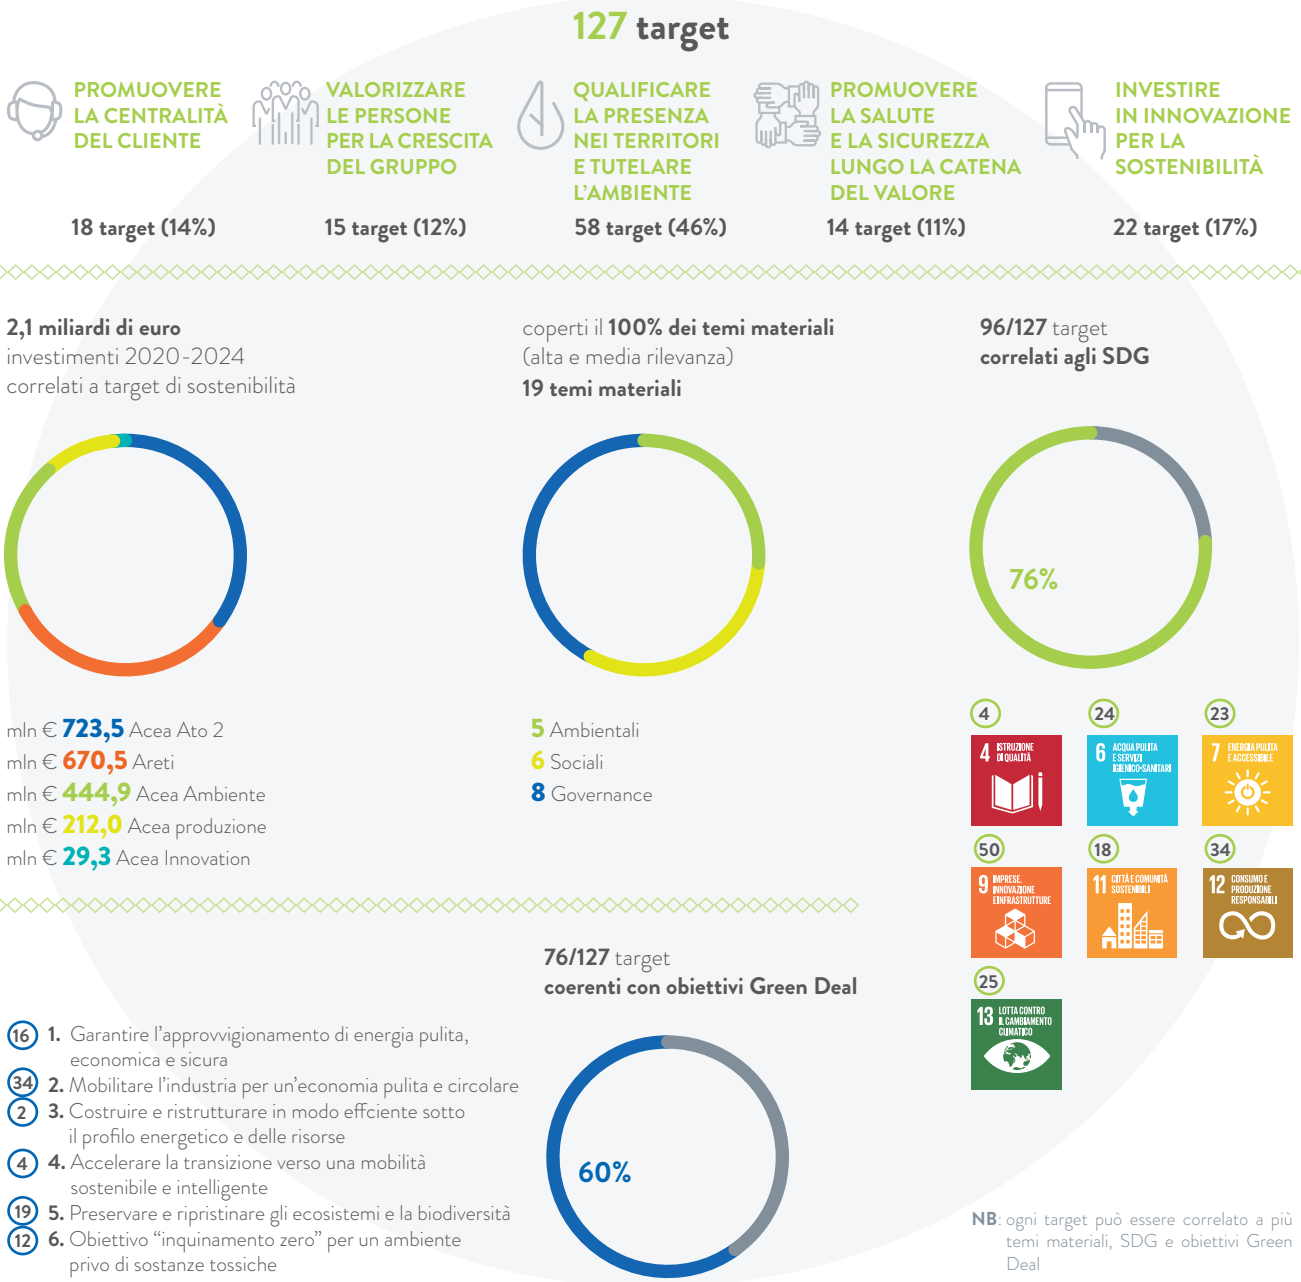 127 target
PROMUOVERE
LA CENTRALITÀ
DEL CLIENTE
18 target (14%)
VALORIZZARE
LE PERSONE
PER LA CRESCITA
DEL GRUPPO
15 target (12%)
QUALIFICARE
LA PRESENZA
NEI TERRITORI
E TUTELARE
L'AMBIENTE
58 target (46%)
PROMUOVERE
LA SALUTE
E LA SICUREZZA
LUNGO LA CATENA
DEL VALORE
14 target (11%)
INVESTIRE
IN INNOVAZIONE
PER LA
SOSTENIBILITÀ
22 target (17%)
2,1 miliardi di euro
investimenti 2020-2024
correlati a target di sostenibilità
mln € 723,5 Acea Ato 2
mln € 670,5 Areti
mln € 444,9 Acea Ambiente
mln € 212,0 Acea produzione
mln € 29,3 Acea Innovation
coperti il 100% dei temi materiali
(alta e media rilevanza)
19 temi materiali
5 Ambientali
6 Sociali
8 Governance
96/127 target
correlati agli SDG
76%
4
4 ISTRUZIONE
DI QUALITÀ
24
6 ACQUA PULITA
E SERVIZI
IGIENICO-SANITARI
23
7 ENERGIA PULITA
E ACCESSIBILE
50
9 IMPRESE,
INNOVAZIONE
E INFRASTRUTTURE
18
11 CITTÀ E COMUNITÀ
SOSTENIBILI
34
12 CONSUMO E
PRODUZIONE
RESPONSABILI
25
13 LOTTA CONTRO
IL CAMBIAMENTO
CLIMATICO
76/127 target
coerenti con obiettivi Green Deal
60%
16 1. Garantire l'approvvigionamento di energia pulita,
economica e sicura
34 2. Mobilitare l'industria per un'economia pulita e circolare
2 3. Costruire e ristrutturare in modo effciente sotto
il profilo energetico e delle risorse
4 4. Accelerare la transizione verso una mobilità
sostenibile e intelligente
19 5. Preservare e ripristinare gli ecosistemi e la biodiversità
12 6. Obiettivo "inquinamento zero" per un ambiente
privo di sostanze tossiche
NB: ogni target può essere correlato a più
temi materiali, SDG e obiettivi Green
Deal